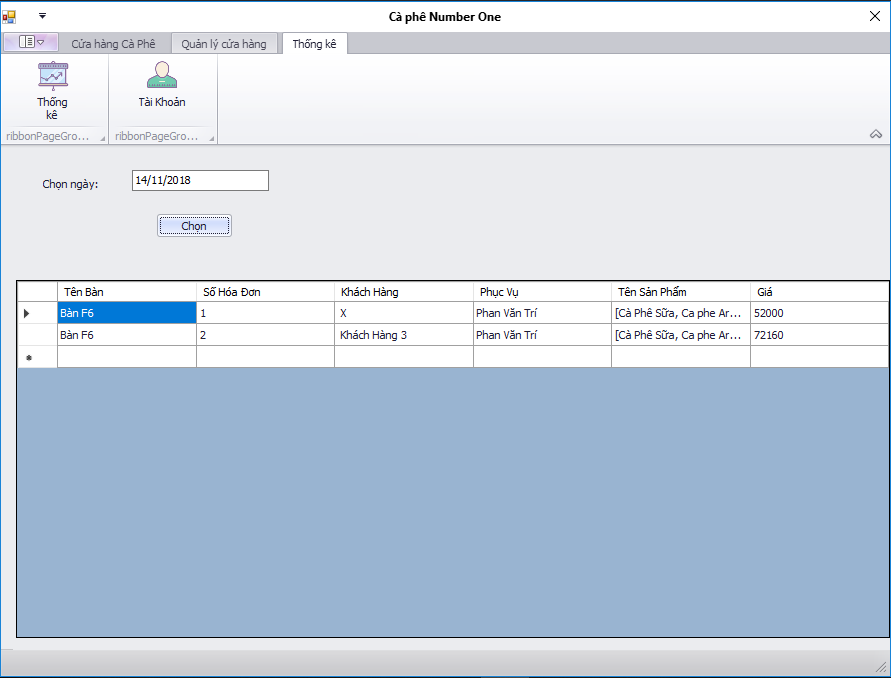 Cà phê Number One
Cửa hàng Cà Phê Quản lý cửa hàng Thống kê
Thống
kê
Tài Khoản
ribbonPageGro... ribbonPageGro...
Chọn ngày: 14/11/2018
Chọn
Tên Bàn Số Hóa Đơn Khách Hàng Phục Vụ Tên Sản Phẩm Giá
Bàn F6 1 X Phan Văn Trí [Cà Phê Sữa, Ca phe Ar... 52000
Bàn F6 2 Khách Hàng 3 Phan Văn Trí [Cà Phê Sữa, Ca phe Ar... 72160